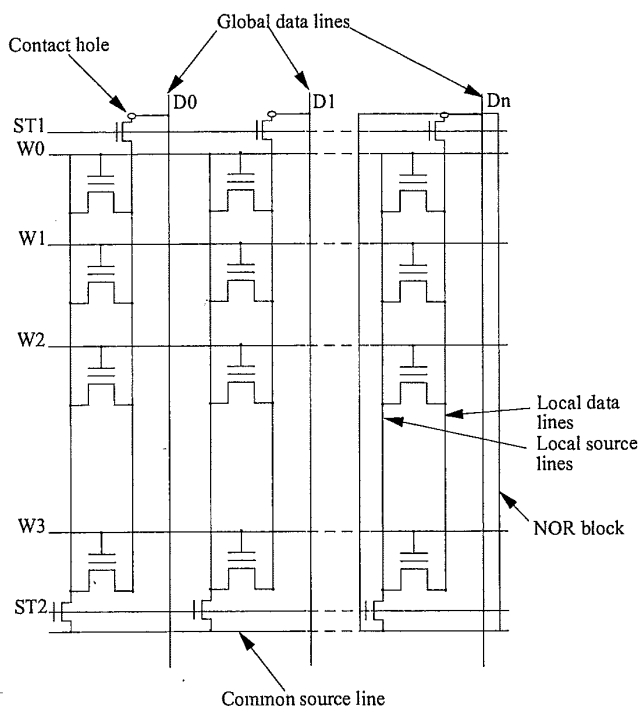 Global data lines
Contact hole
D0
D1
Dn
ST1
W0
W1
W2
Local data
lines
Local source
lines
W3
NOR block
ST2
Common source line